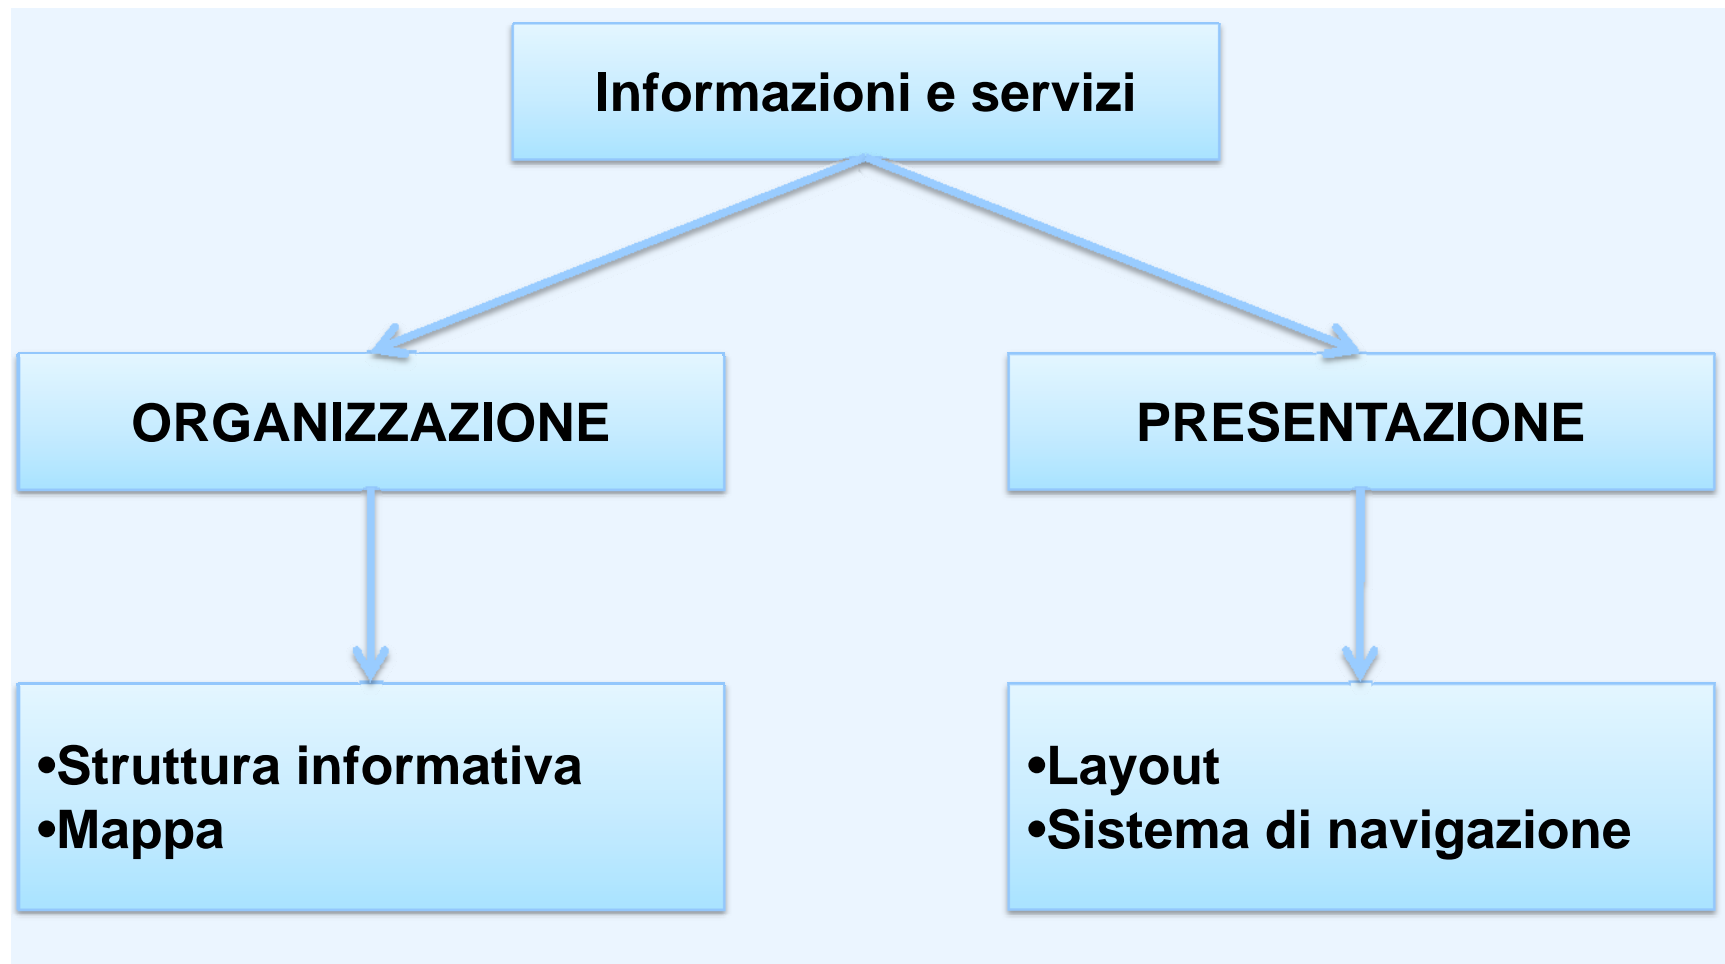 Informazioni e servizi
ORGANIZZAZIONE
PRESENTAZIONE
•Struttura informativa
•Mappa
•Layout
•Sistema di navigazione